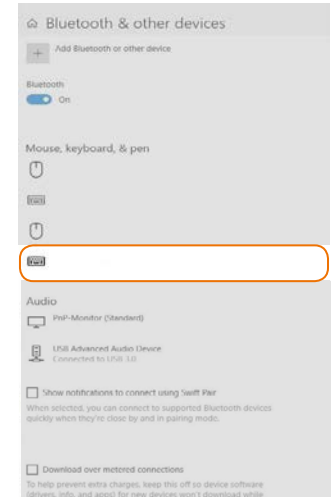 Bluetooth & other devices
Add Bluetooth or other device
Bluetooth
On
Mouse, keyboard, & pen
Audio
PnP-Monitor (Standard)
USB Advanced Audio Device
Connected to USB 3.0
Show notifications to connect using Swift Pair
When selected, you can connect to supported Bluetooth devices
quickly when they're close by and in pairing mode.
Download over metered connections
To help prevent extra charges, keep this off so device software
(drivers, info, and apps) for new devices won't download while